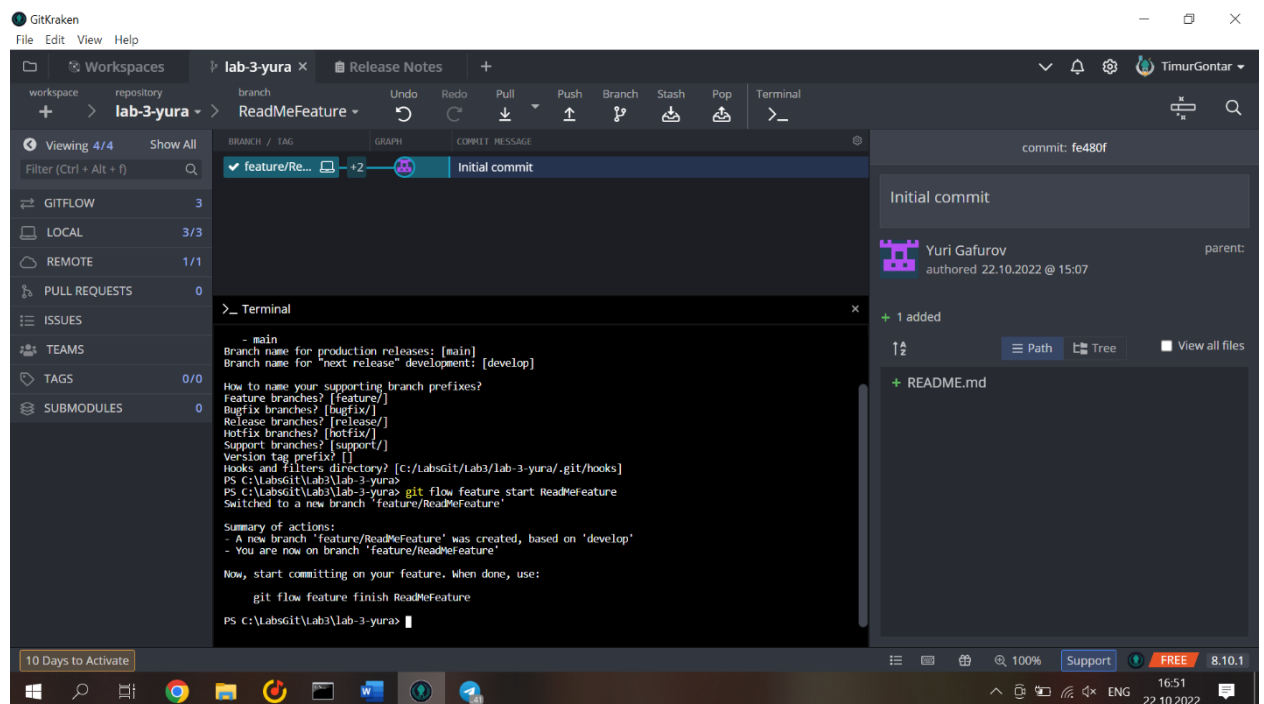 GitKraken
File Edit View Help
Workspaces lab-3-yura Release Notes +
workspace repository branch Undo Redo Pull Push Branch Stash Pop Terminal
+ > lab-3-yura > ReadMeFeature
TimurGontar
Viewing 4/4 Show All
Filter (Ctrl + Alt + f)
GITFLOW 3
LOCAL 3/3
REMOTE 1/1
PULL REQUESTS 0
ISSUES
TEAMS
TAGS 0/0
SUBMODULES 0
BRANCH / TAG GRAPH COMMIT MESSAGE
feature/Re... +2 Initial commit
>_ Terminal
- main
Branch name for production releases: [main]
Branch name for "next release" development: [develop]
How to name your supporting branch prefixes?
Feature branches? [feature/]
Bugfix branches? [bugfix/]
Release branches? [release/]
Hotfix branches? [hotfix/]
Support branches? [support/]
Version tag prefix? []
Hooks and filters directory? [C:/LabsGit/Lab3/lab-3-yura/.git/hooks]
PS C:\LabsGit\Lab3\lab-3-yura>
PS C:\LabsGit\Lab3\lab-3-yura> git flow feature start ReadMeFeature
Switched to a new branch 'feature/ReadMeFeature'
Summary of actions:
- A new branch 'feature/ReadMeFeature' was created, based on 'develop'
- You are now on branch 'feature/ReadMeFeature'
Now, start committing on your feature. When done, use:
git flow feature finish ReadMeFeature
PS C:\LabsGit\Lab3\lab-3-yura>
commit: fe480f
Initial commit
Yuri Gafurov parent:
authored 22.10.2022 @ 15:07
+ 1 added
Path Tree View all files
+ README.md
10 Days to Activate
100% Support FREE 8.10.1
41
ENG 16:51
22.10.2022